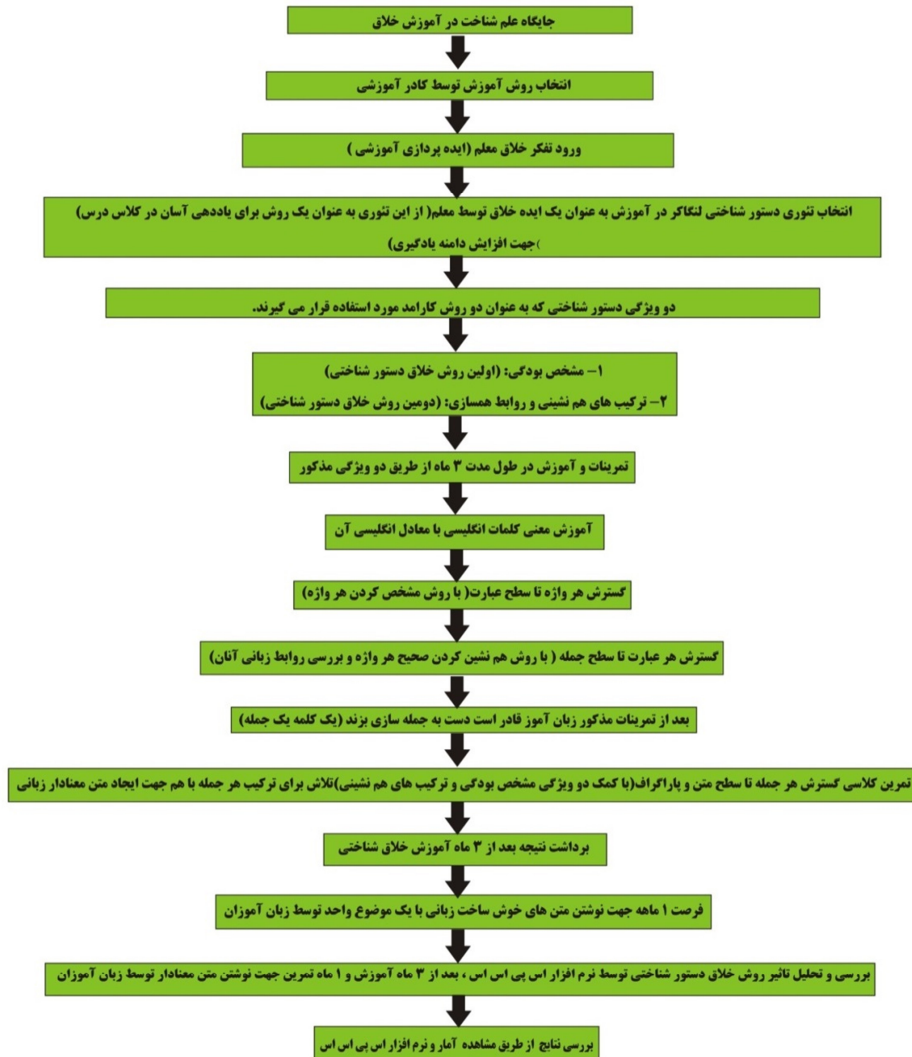 جایگاه علم شناخت در آموزش خلاق
انتخاب روش آموزش توسط کادر آموزشی
ورود تفکر خلاق معلم (ایده پردازی آموزشی )
انتخاب تئوری دستور شناختی لنگاکر در آموزش به عنوان یک ایده خلاق توسط معلم( از این تئوری به عنوان یک روش برای یاددهی آسان در کلاس درس)
)جهت افزایش دامنه یادگیری)
دو ویژگی دستور شناختی که به عنوان دو روش کارامد مورد استفاده قرار می گیرند.
۱- مشخص بودگی: (اولین روش خلاق دستور شناختی)
۲- ترکیب های هم نشینی و روابط همسازی: (دومین روش خلاق دستور شناختی)
تمرینات و آموزش در طول مدت ۳ ماه از طریق دو ویژگی مذکور
آموزش معنی کلمات انگلیسی با معادل انگلیسی آن
گسترش هر واژه تا سطح عبارت( با روش مشخص کردن هر واژه)
گسترش هر عبارت تا سطح جمله ( با روش هم نشین کردن صحیح هر واژه و بررسی روابط زبانی آنان)
بعد از تمرینات مذکور زبان آموز قادر است دست به جمله سازی بزند (یک کلمه یک جمله)
تمرین کلاسی گسترش هر جمله تا سطح متن و پاراگراف(با کمک دو ویژگی مشخص بودگی و ترکیب های هم نشینی)تلاش برای ترکیب هر جمله با هم جهت ایجاد متن معنادار زبانی
برداشت نتیجه بعد از ۳ ماه آموزش خلاق شناختی
فرصت ۱ ماهه جهت نوشتن متن های خوش ساخت زبانی با یک موضوع واحد توسط زبان آموزان
بررسی و تحلیل تاثیر روش خلاق دستور شناختی توسط نرم افزار اس پی اس اس ، بعد از ۳ ماه آموزش و ۱ ماه تمرین جهت نوشتن متن معنادار توسط زبان آموزان
بررسی نتایج از طریق مشاهده آمار و نرم افزار اس پی اس اس